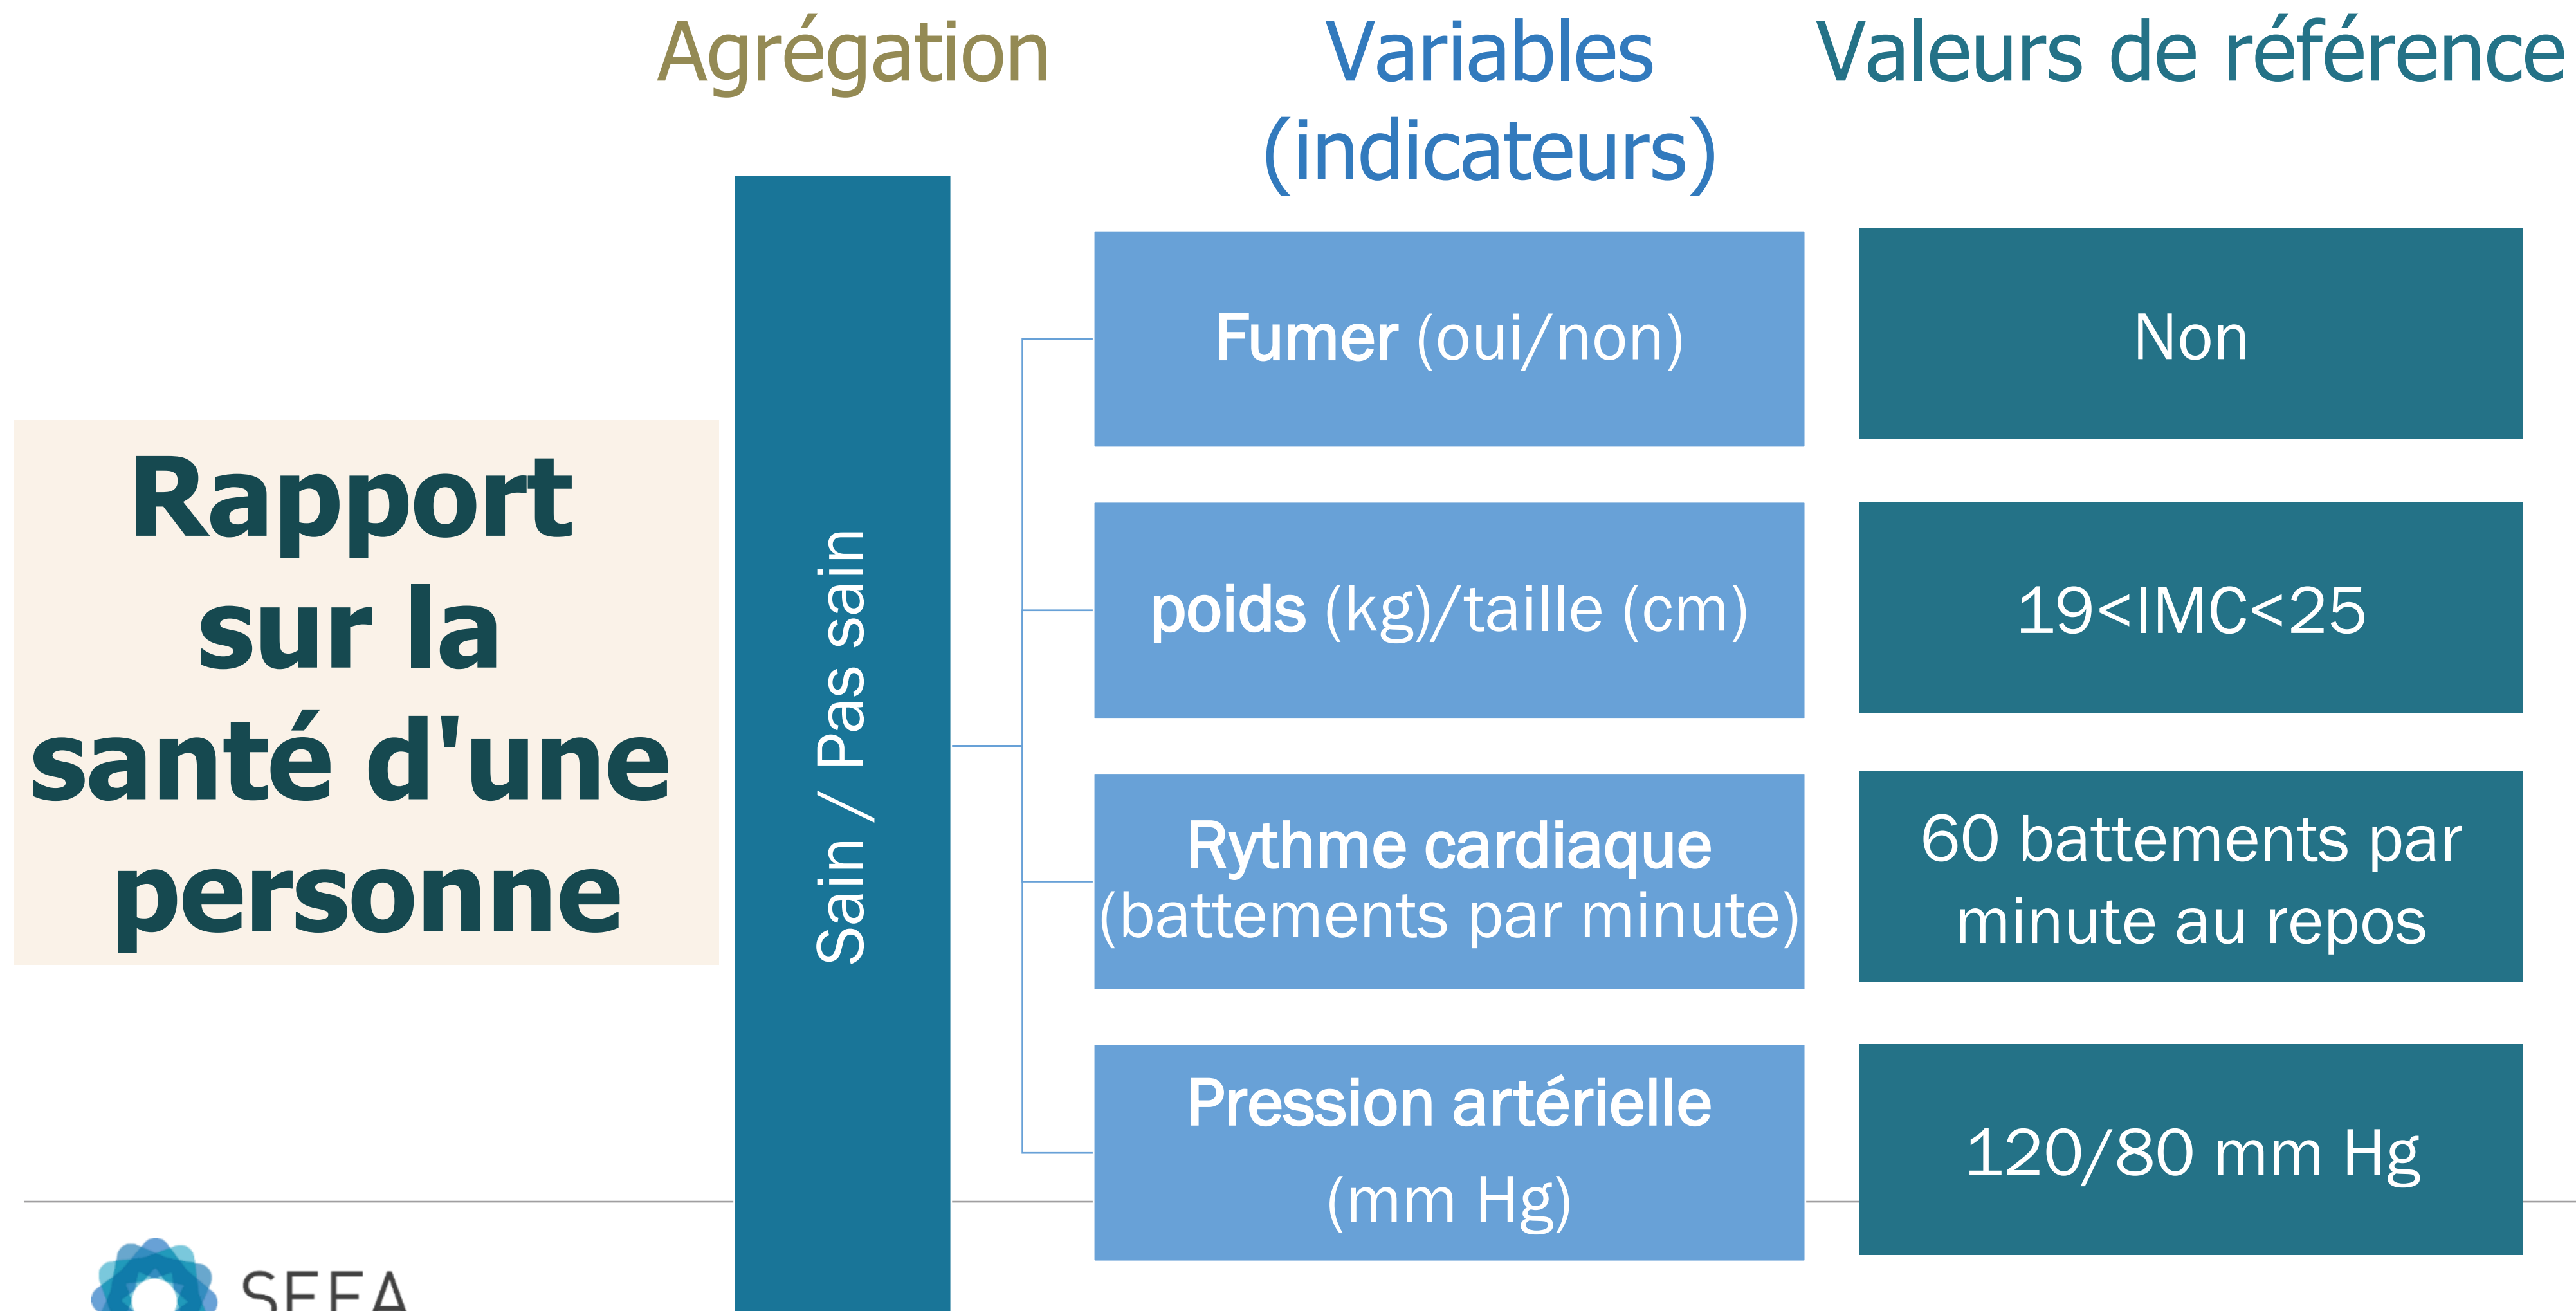 Agrégation
Variables
(indicateurs)
Valeurs de référence
Rapport
sur la
santé d'une
personne
Sain / Pas sain
Fumer (oui/non)
Non
poids (kg)/taille (cm)
19<IMC<25
Rythme cardiaque
(battements par minute)
60 battements par
minute au repos
Pression artérielle
(mm Hg)
120/80 mm Hg
SEEA